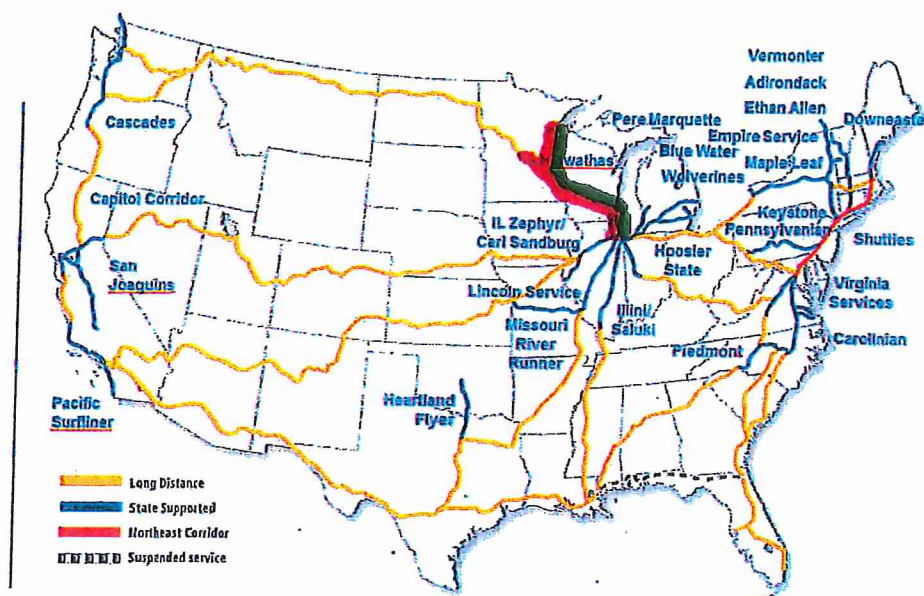 Vermonter
Adirondack
Ethan Allen
Downeaste
Pere Marquette
Empire Service
Cascades
wathas
Blue Water
Maple Leaf
Wolverines
Capitol Corridor
IL Zephyr/
Carl Sandburg
Keystone
Pennsylvanian
Hoosier
State
Shuttles
San
Joaquins
Lincoln Service
Illini/
Saluki
Virginia
Services
Missouri
River
Runner
Piedmont
Carolinian
Heartland
Flyer
Pacific
Surfliner
Long Distance
State Supported
Northeast Corridor
Suspended service